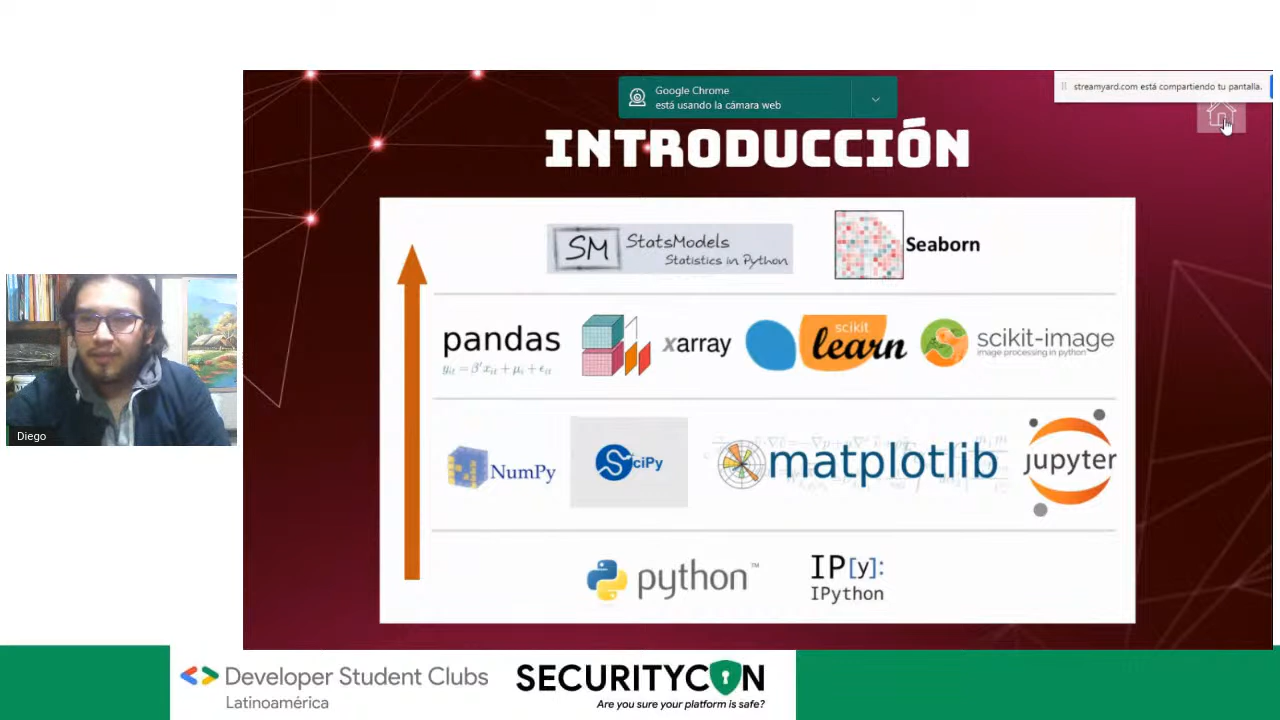 Google Chrome
está usando la cámara web
streamyard.com está compartiendo tu pantalla.
INTRODUCCIÓN
SM StatsModels
Statistics in Python
Seaborn
pandas
xarray
scikit
learn
scikit-image
image processing in python
NumPy
SciPy
matplotlib
jupyter
python™
IP[y]:
IPython
Diego
Developer Student Clubs
Latinoamérica
SECURITYCON
Are you sure your platform is safe?